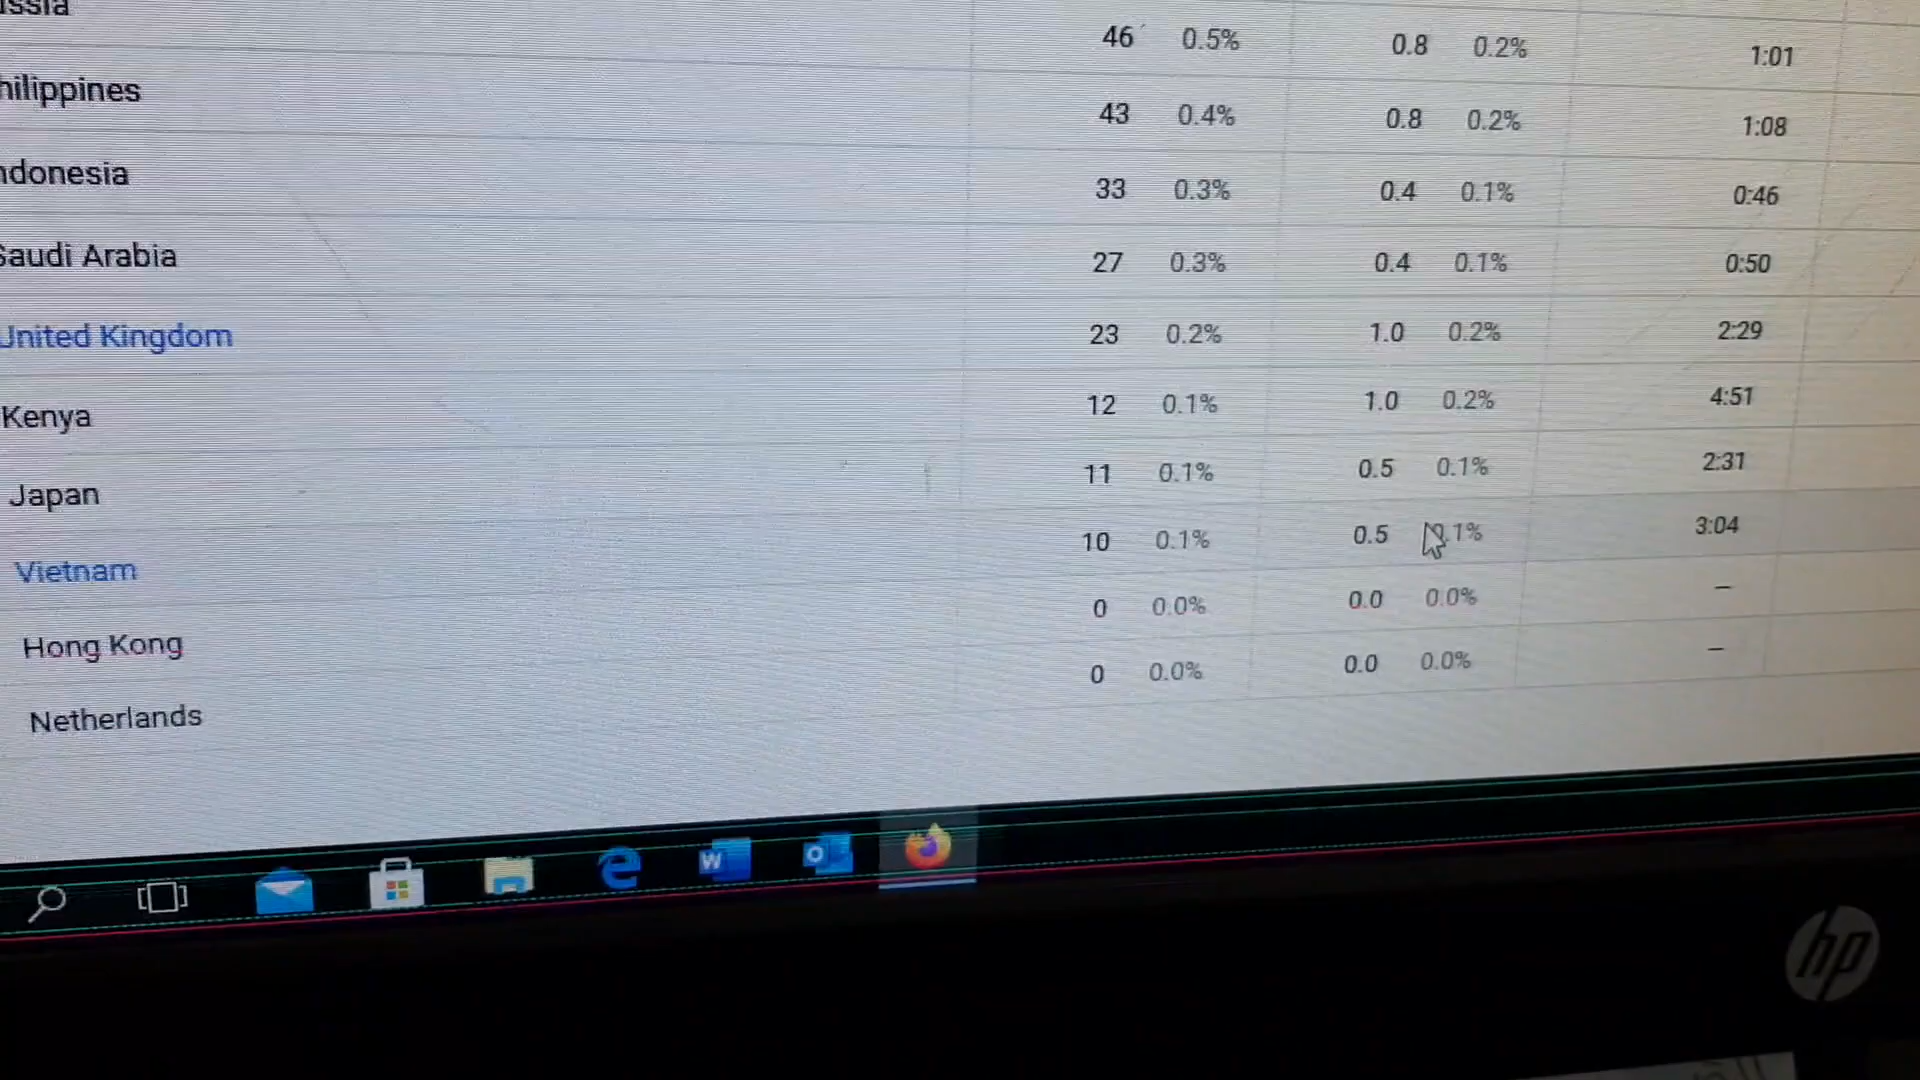 ssia 46 0.5% 0.8 0.2% 1:01
hilippines 43 0.4% 0.8 0.2% 1:08
ndonesia 33 0.3% 0.4 0.1% 0:46
Saudi Arabia 27 0.3% 0.4 0.1% 0:50
United Kingdom 23 0.2% 1.0 0.2% 2:29
Kenya 12 0.1% 1.0 0.2% 4:51
Japan 11 0.1% 0.5 0.1% 2:31
Vietnam 10 0.1% 0.5 0.1% 3:04
Hong Kong 0 0.0% 0.0 0.0% –
Netherlands 0 0.0% 0.0 0.0% –
W O
hp